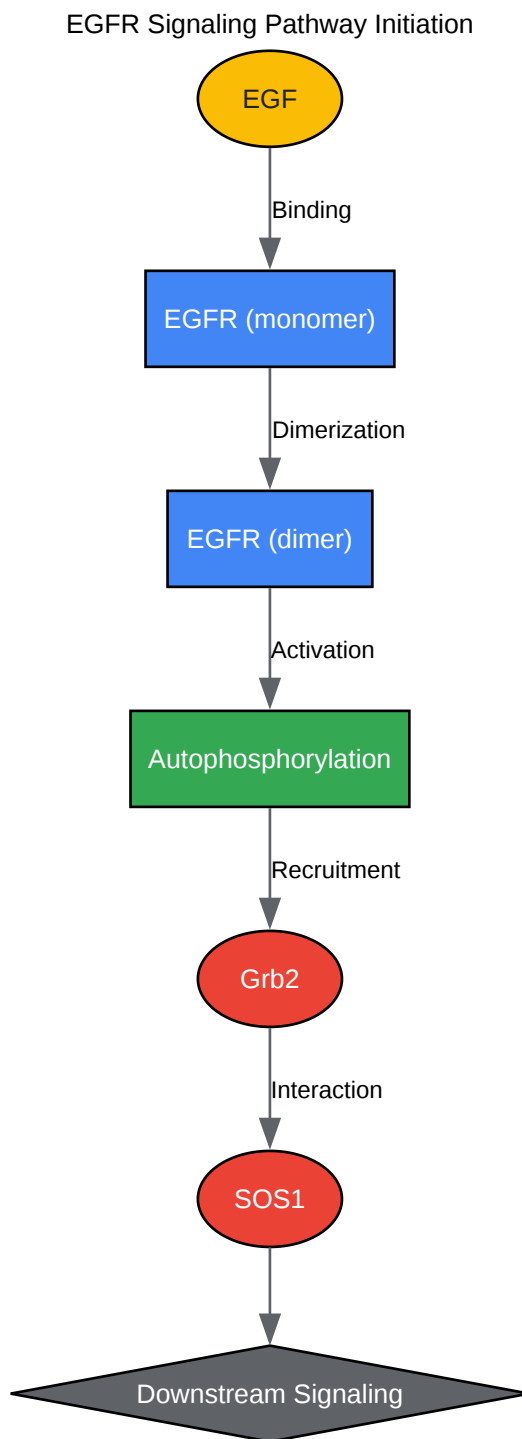 EGFR Signaling Pathway Initiation
EGF
Binding
EGFR (monomer)
Dimerization
EGFR (dimer)
Activation
Autophosphorylation
Recruitment
Grb2
Interaction
SOS1
Downstream Signaling